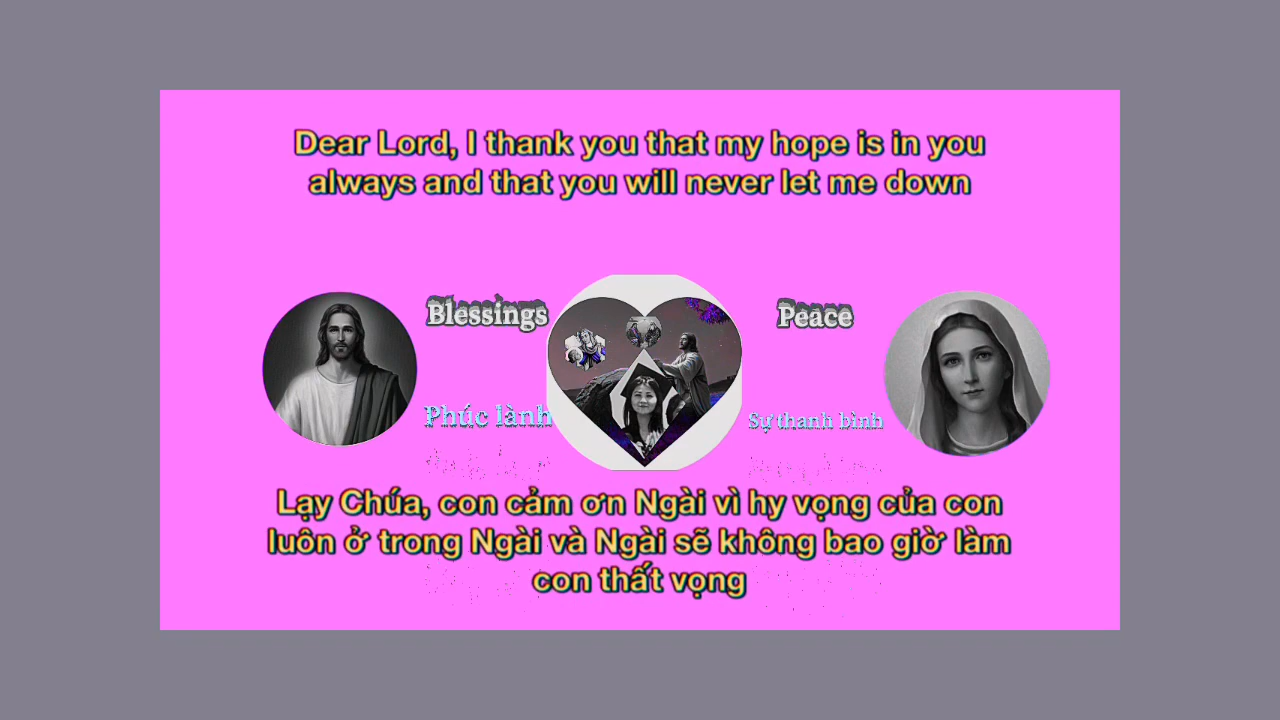 Dear Lord, I thank you that my hope is in you
always and that you will never let me down
Blessings
Peace
Phúc lành
Sự thanh bình
Lạy Chúa, con cảm ơn Ngài vì hy vọng của con
luôn ở trong Ngài và Ngài sẽ không bao giờ làm
con thất vọng